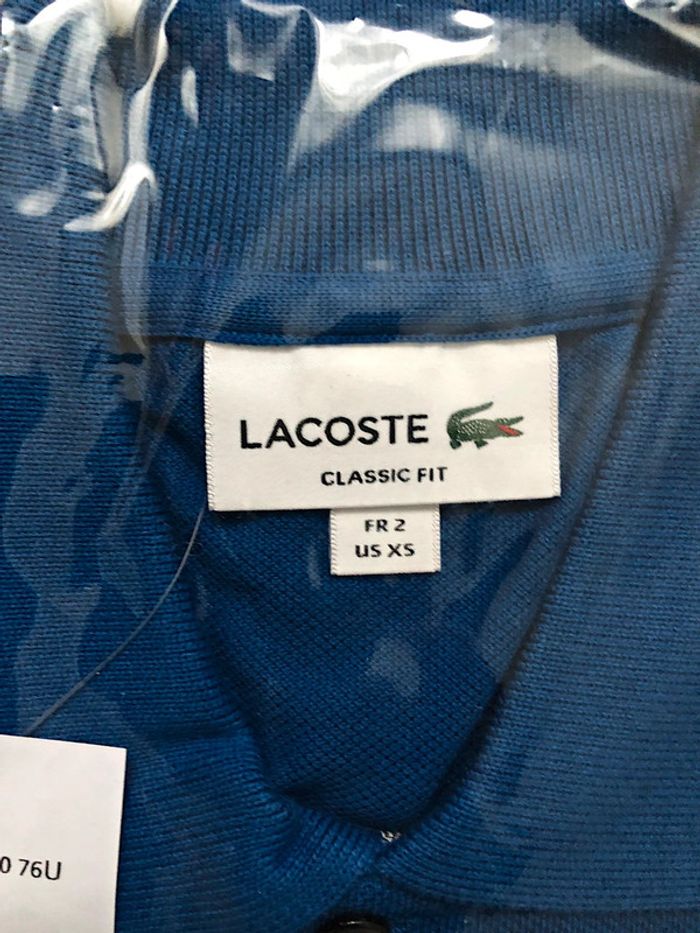 LACOSTE
CLASSIC FIT
FR 2
US XS
0 76U